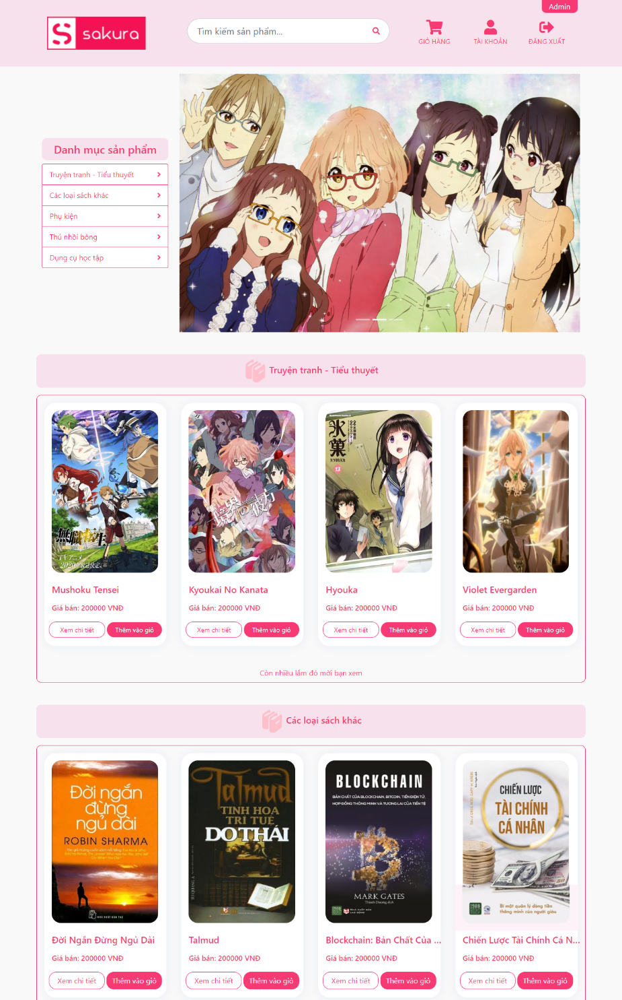 Admin
sakura
Tìm kiếm sản phẩm...
GIỎ HÀNG
TÀI KHOẢN
ĐĂNG XUẤT
Danh mục sản phẩm
Truyện tranh - Tiểu thuyết
Các loại sách khác
Phụ kiện
Thú nhồi bông
Dụng cụ học tập
Truyện tranh - Tiểu thuyết
無職転生
TVアニメ
氷菓
HYOUKA
13
境界の彼方
Mushoku Tensei
Kyoukai No Kanata
Hyouka
Violet Evergarden
Giá bán: 200000 VNĐ
Giá bán: 200000 VNĐ
Giá bán: 200000 VNĐ
Giá bán: 200000 VNĐ
Xem chi tiết
Thêm vào giỏ
Xem chi tiết
Thêm vào giỏ
Xem chi tiết
Thêm vào giỏ
Xem chi tiết
Thêm vào giỏ
Còn nhiều lắm đó mời bạn xem
Các loại sách khác
Đời ngắn
đừng
ngủ dài
ROBIN SHARMA
NHÀ XUẤT BẢN TRẺ
Talmud
TINH HOA
TRÍ TUỆ
DO THÁI
BLOCKCHAIN
BẢN CHẤT CỦA BLOCKCHAIN, BITCOIN, TIỀN ĐIỆN TỬ,
HỢP ĐỒNG THÔNG MINH VÀ TƯƠNG LAI CỦA TIỀN TỆ
MARK GATES
Thành Dương dịch
CHIẾN LƯỢC
TÀI CHÍNH
CÁ NHÂN
1980
Bí mật quản lý dòng tiền
thông minh của người giàu
Đời Ngắn Đừng Ngủ Dài
Talmud
Blockchain: Bản Chất Của ...
Chiến Lược Tài Chính Cá N...
Giá bán: 200000 VNĐ
Giá bán: 200000 VNĐ
Giá bán: 200000 VNĐ
Giá bán: 200000 VNĐ
Xem chi tiết
Thêm vào giỏ
Xem chi tiết
Thêm vào giỏ
Xem chi tiết
Thêm vào giỏ
Xem chi tiết
Thêm vào giỏ